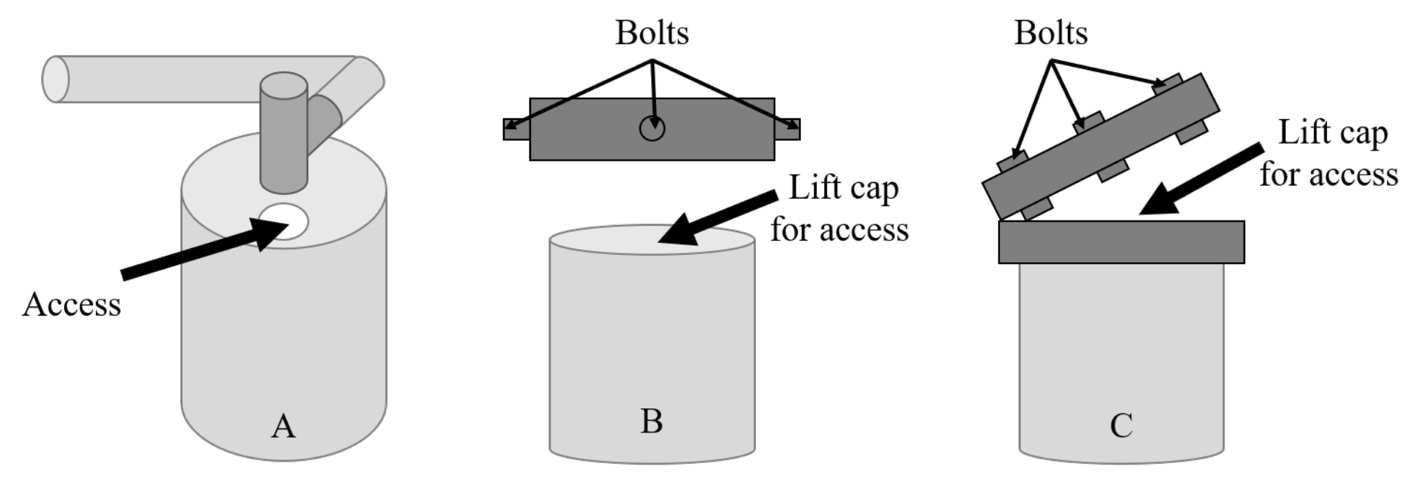 Access
A
Bolts
Lift cap
for access
B
Bolts
Lift cap
for access
C